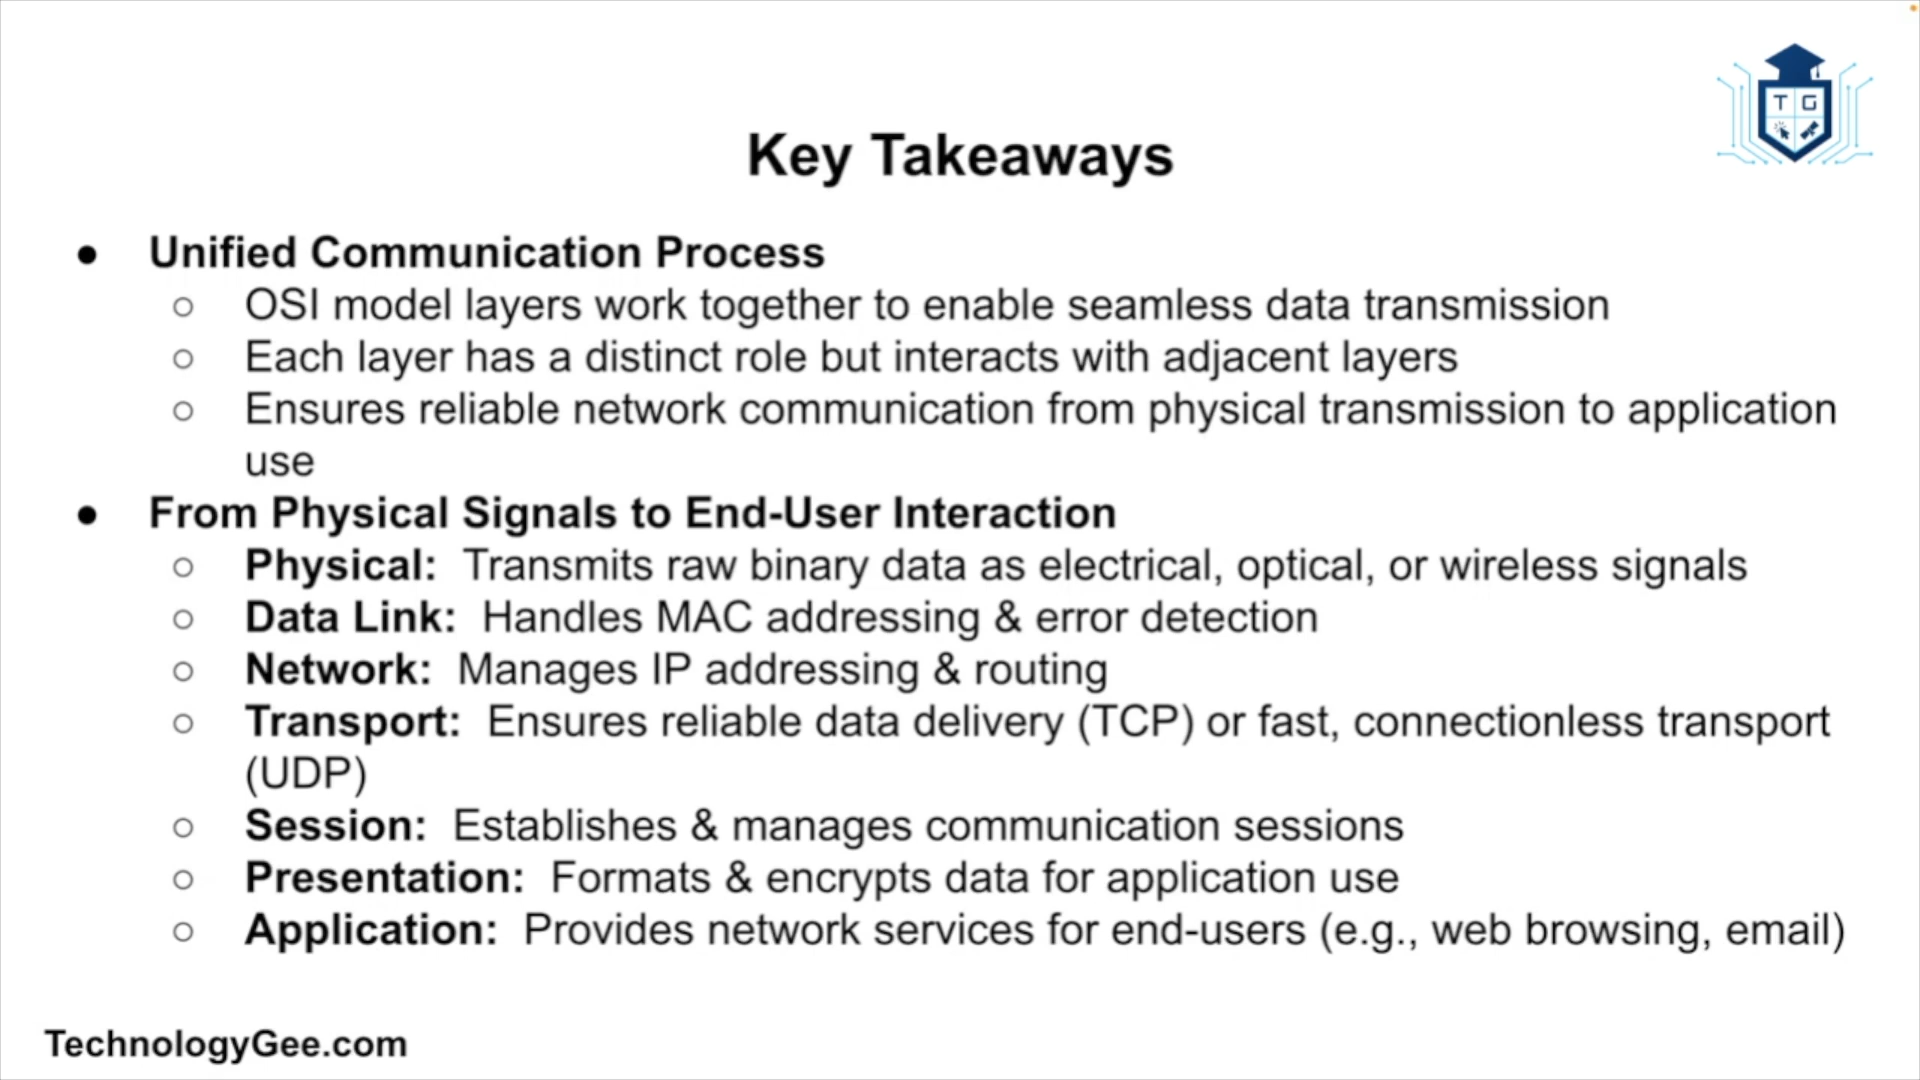 T G
Key Takeaways
● Unified Communication Process
○ OSI model layers work together to enable seamless data transmission
○ Each layer has a distinct role but interacts with adjacent layers
○ Ensures reliable network communication from physical transmission to application
use
● From Physical Signals to End-User Interaction
○ Physical: Transmits raw binary data as electrical, optical, or wireless signals
○ Data Link: Handles MAC addressing & error detection
○ Network: Manages IP addressing & routing
○ Transport: Ensures reliable data delivery (TCP) or fast, connectionless transport
(UDP)
○ Session: Establishes & manages communication sessions
○ Presentation: Formats & encrypts data for application use
○ Application: Provides network services for end-users (e.g., web browsing, email)
TechnologyGee.com